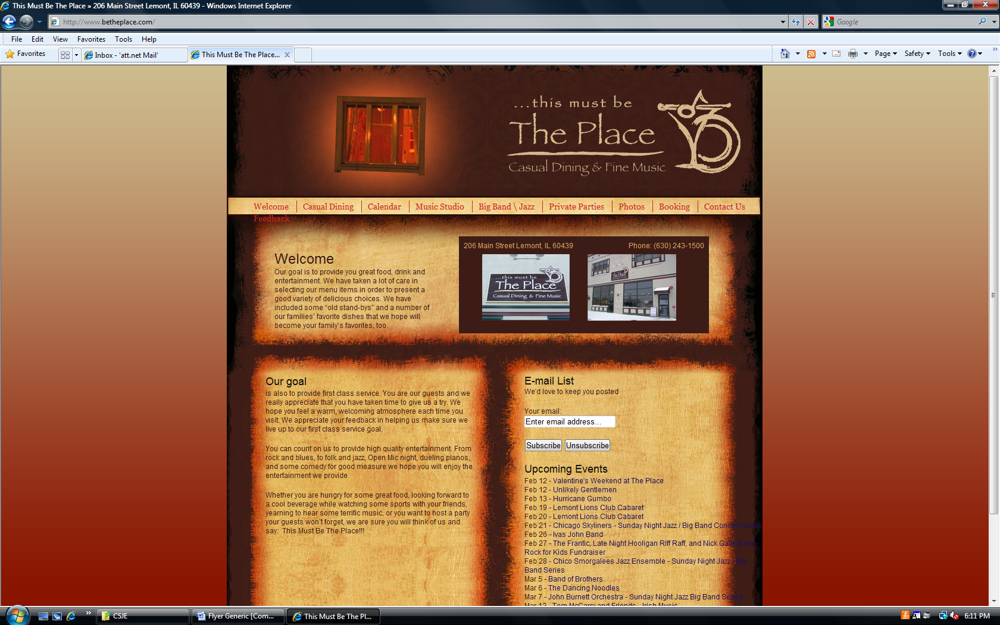 This Must Be The Place » 206 Main Street Lemont, IL 60439 - Windows Internet Explorer
http://www.betheplace.com/
Google
File Edit View Favorites Tools Help
Favorites
Inbox - 'att.net Mail'
This Must Be The Place...
Page Safety Tools
...this must be
The Place
Casual Dining & Fine Music
Welcome Casual Dining Calendar Music Studio Big Band \ Jazz Private Parties Photos Booking Contact Us
Feedback
206 Main Street Lemont, IL 60439 Phone: (630) 243-1500
...this must be
The Place
Casual Dining & Fine Music
The Place
Welcome
Our goal is to provide you great food, drink and
entertainment. We have taken a lot of care in
selecting our menu items in order to present a
good variety of delicious choices. We have
included some “old stand-bys” and a number of
our families’ favorite dishes that we hope will
become your family’s favorites, too.
Our goal
is also to provide first class service. You are our guests and we
really appreciate that you have taken time to give us a try. We
hope you feel a warm, welcoming atmosphere each time you
visit. We appreciate your feedback in helping us make sure we
live up to our first class service goal.
You can count on us to provide high quality entertainment. From
rock and blues, to folk and jazz, Open Mic night, dueling pianos,
and some comedy for good measure we hope you will enjoy the
entertainment we provide.
Whether you are hungry for some great food, looking forward to
a cool beverage while watching some sports with your friends,
yearning to hear some terrific music, or you want to host a party
your guests won’t forget, we are sure you will think of us and
say: This Must Be The Place!!!
E-mail List
We'd love to keep you posted
Your email:
Enter email address...
Subscribe Unsubscribe
Upcoming Events
Feb 12 - Valentine's Weekend at The Place
Feb 12 - Unlikely Gentlemen
Feb 13 - Hurricane Gumbo
Feb 19 - Lemont Lions Club Cabaret
Feb 20 - Lemont Lions Club Cabaret
Feb 21 - Chicago Skyliners - Sunday Night Jazz / Big Band Concert Series
Feb 26 - Ivas John Band
Feb 27 - The Frantic, Late Night Hooligan Riff Raff, and Nick Band -
Rock for Kids Fundraiser
Feb 28 - Chico Smorgalees Jazz Ensemble - Sunday Night Jazz / Big
Band Series
Mar 5 - Band of Brothers
Mar 6 - The Dancing Noodles
Mar 7 - John Burnett Orchestra - Sunday Night Jazz Big Band Series
Mar 12 - Tom McCarry and Friends - Irish Music
CSJE
Flyer Generic [Com...
This Must Be The Pl...
6:11 PM